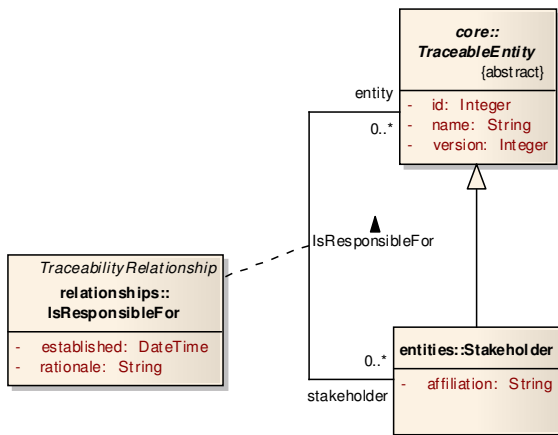 core::
TraceableEntity
{abstract}
- id: Integer
- name: String
- version: Integer
entity
0..*
IsResponsibleFor
TraceabilityRelationship
relationships::
IsResponsibleFor
- established: DateTime
- rationale: String
0..*
stakeholder
entities::Stakeholder
- affiliation: String